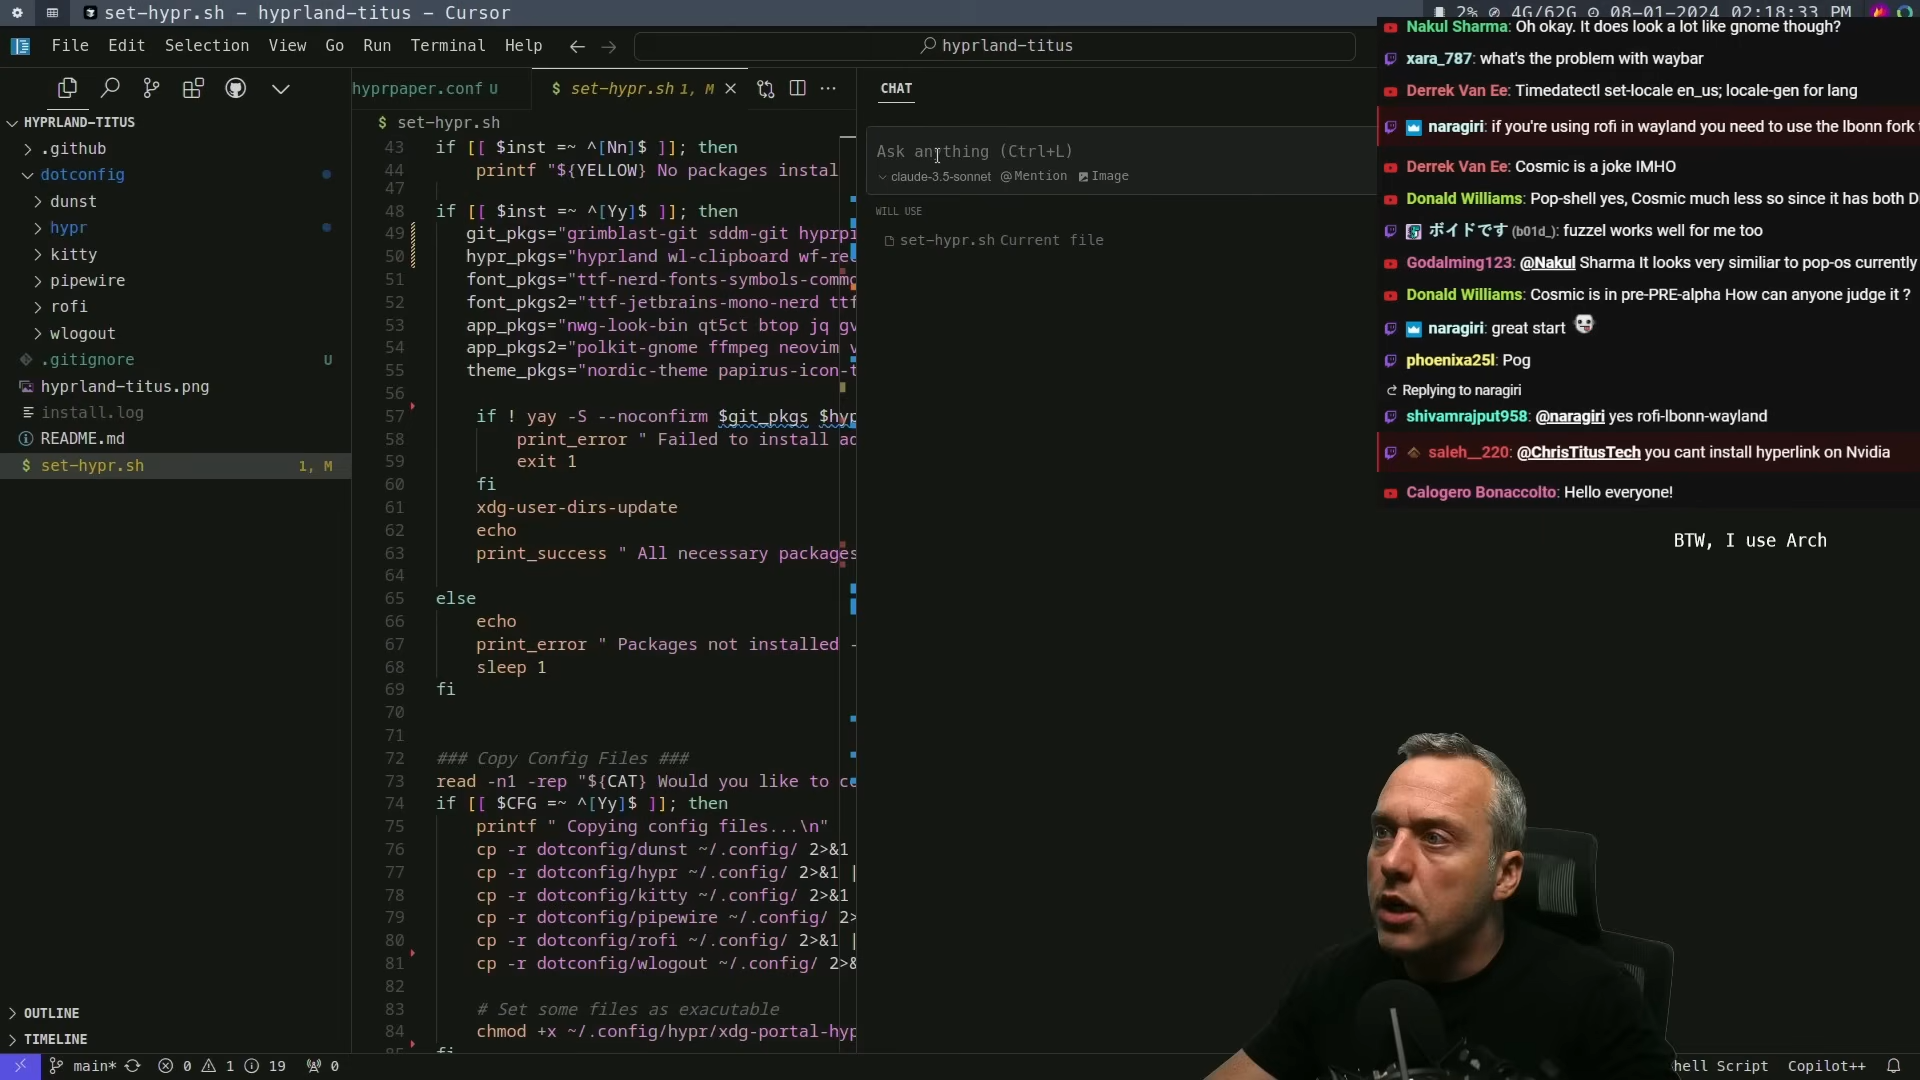 set-hypr.sh – hyprland-titus – Cursor
2% 4G/62G 08-01-2024 02:18:33 PM
File Edit Selection View Go Run Terminal Help
hyprland-titus
hyprpaper.conf U
$ set-hypr.sh 1, M
CHAT
HYPRLAND-TITUS
.github
dotconfig
dunst
hypr
kitty
pipewire
rofi
wlogout
.gitignore U
hyprland-titus.png
install.log
README.md
$ set-hypr.sh 1, M
OUTLINE
TIMELINE
$ set-hypr.sh
43 if [[ $inst =~ ^[Nn]$ ]]; then
44 printf "${YELLOW} No packages instal
47
48 if [[ $inst =~ ^[Yy]$ ]]; then
49 git_pkgs="grimblast-git sddm-git hyprpi
50 hypr_pkgs="hyprland wl-clipboard wf-re
51 font_pkgs="ttf-nerd-fonts-symbols-commo
52 font_pkgs2="ttf-jetbrains-mono-nerd ttf
53 app_pkgs="nwg-look-bin qt5ct btop jq gv
54 app_pkgs2="polkit-gnome ffmpeg neovim v
55 theme_pkgs="nordic-theme papirus-icon-t
56
57 if ! yay -S --noconfirm $git_pkgs $hyp
58 print_error " Failed to install ad
59 exit 1
60 fi
61 xdg-user-dirs-update
62 echo
63 print_success " All necessary packages
64
65 else
66 echo
67 print_error " Packages not installed -
68 sleep 1
69 fi
70
71
72 ### Copy Config Files ###
73 read -n1 -rep "${CAT} Would you like to co
74 if [[ $CFG =~ ^[Yy]$ ]]; then
75 printf " Copying config files...\n"
76 cp -r dotconfig/dunst ~/.config/ 2>&1
77 cp -r dotconfig/hypr ~/.config/ 2>&1 |
78 cp -r dotconfig/kitty ~/.config/ 2>&1
79 cp -r dotconfig/pipewire ~/.config/ 2>
80 cp -r dotconfig/rofi ~/.config/ 2>&1 |
81 cp -r dotconfig/wlogout ~/.config/ 2>&
82
83 # Set some files as exacutable
84 chmod +x ~/.config/hypr/xdg-portal-hyp
Ask anything (Ctrl+L)
claude-3.5-sonnet @ Mention Image
WILL USE
set-hypr.sh Current file
Nakul Sharma: Oh okay. It does look a lot like gnome though?
xara_787: what's the problem with waybar
Derrek Van Ee: Timedatectl set-locale en_us; locale-gen for lang
naragiri: if you're using rofi in wayland you need to use the lbonn fork
Derrek Van Ee: Cosmic is a joke IMHO
Donald Williams: Pop-shell yes, Cosmic much less so since it has both D
ボイドです (b01d_): fuzzel works well for me too
Godalming123: @Nakul Sharma It looks very similiar to pop-os currently
Donald Williams: Cosmic is in pre-PRE-alpha How can anyone judge it ?
naragiri: great start
phoenixa25l: Pog
Replying to naragiri
shivamrajput958: @naragiri yes rofi-lbonn-wayland
saleh__220: @ChrisTitusTech you cant install hyperlink on Nvidia
Calogero Bonaccolto: Hello everyone!
BTW, I use Arch
main* 0 1 19 0
hell Script Copilot++